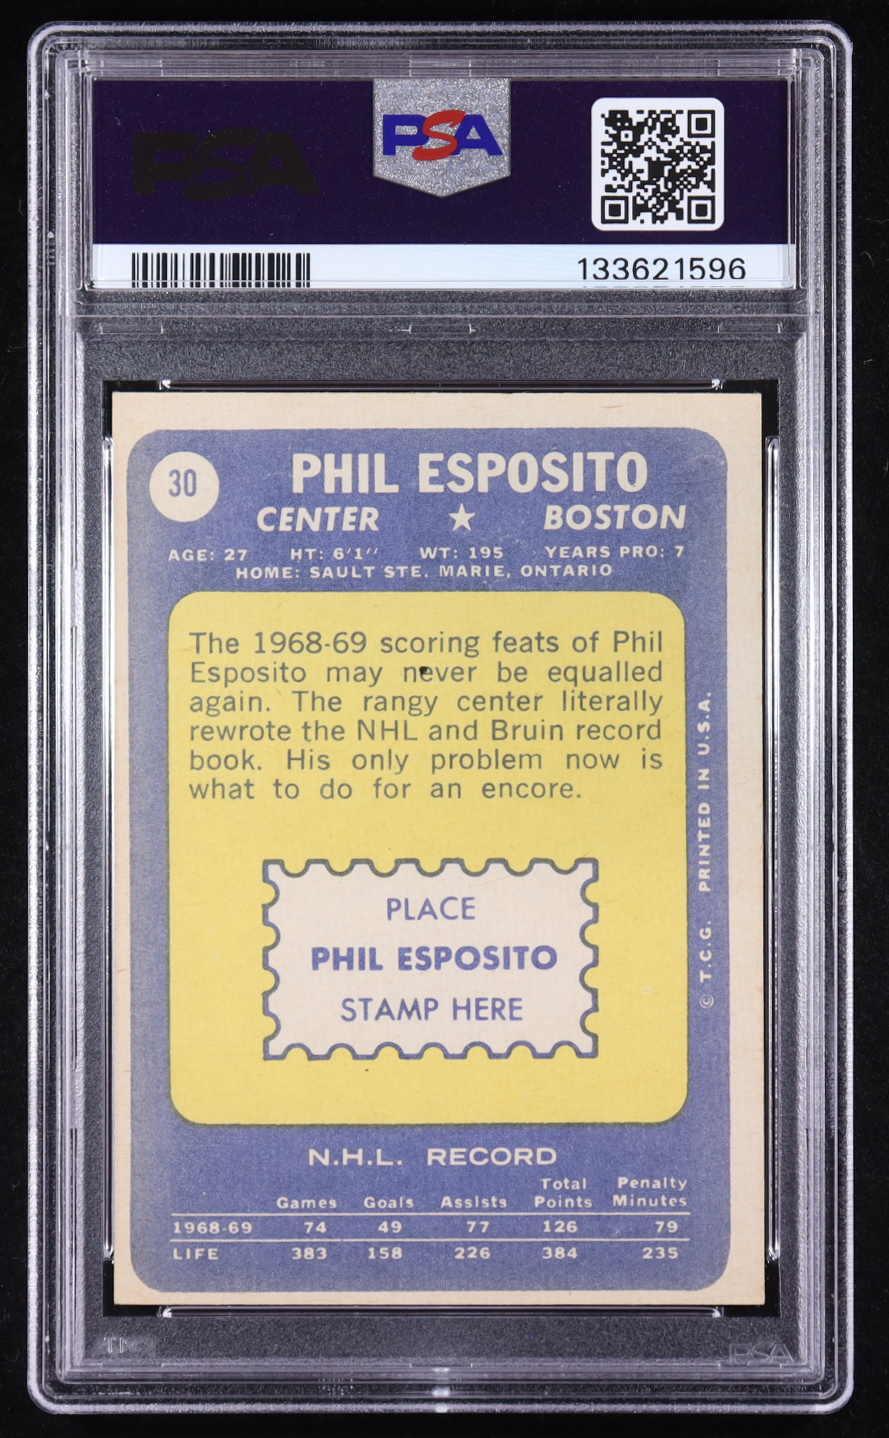 PSA
PSA
133621596
30
PHIL ESPOSITO
CENTER ★ BOSTON
AGE: 27 HT: 6'1" WT: 195 YEARS PRO: 7
HOME: SAULT STE. MARIE, ONTARIO
The 1968-69 scoring feats of Phil
Esposito may never be equalled
again. The rangy center literally
rewrote the NHL and Bruin record
book. His only problem now is
what to do for an encore.
PLACE
PHIL ESPOSITO
STAMP HERE
© T.C.G. PRINTED IN U.S.A.
N.H.L. RECORD
Games Goals Assists Total Points Penalty Minutes
1968-69 74 49 77 126 79
LIFE 383 158 226 384 235
PSA